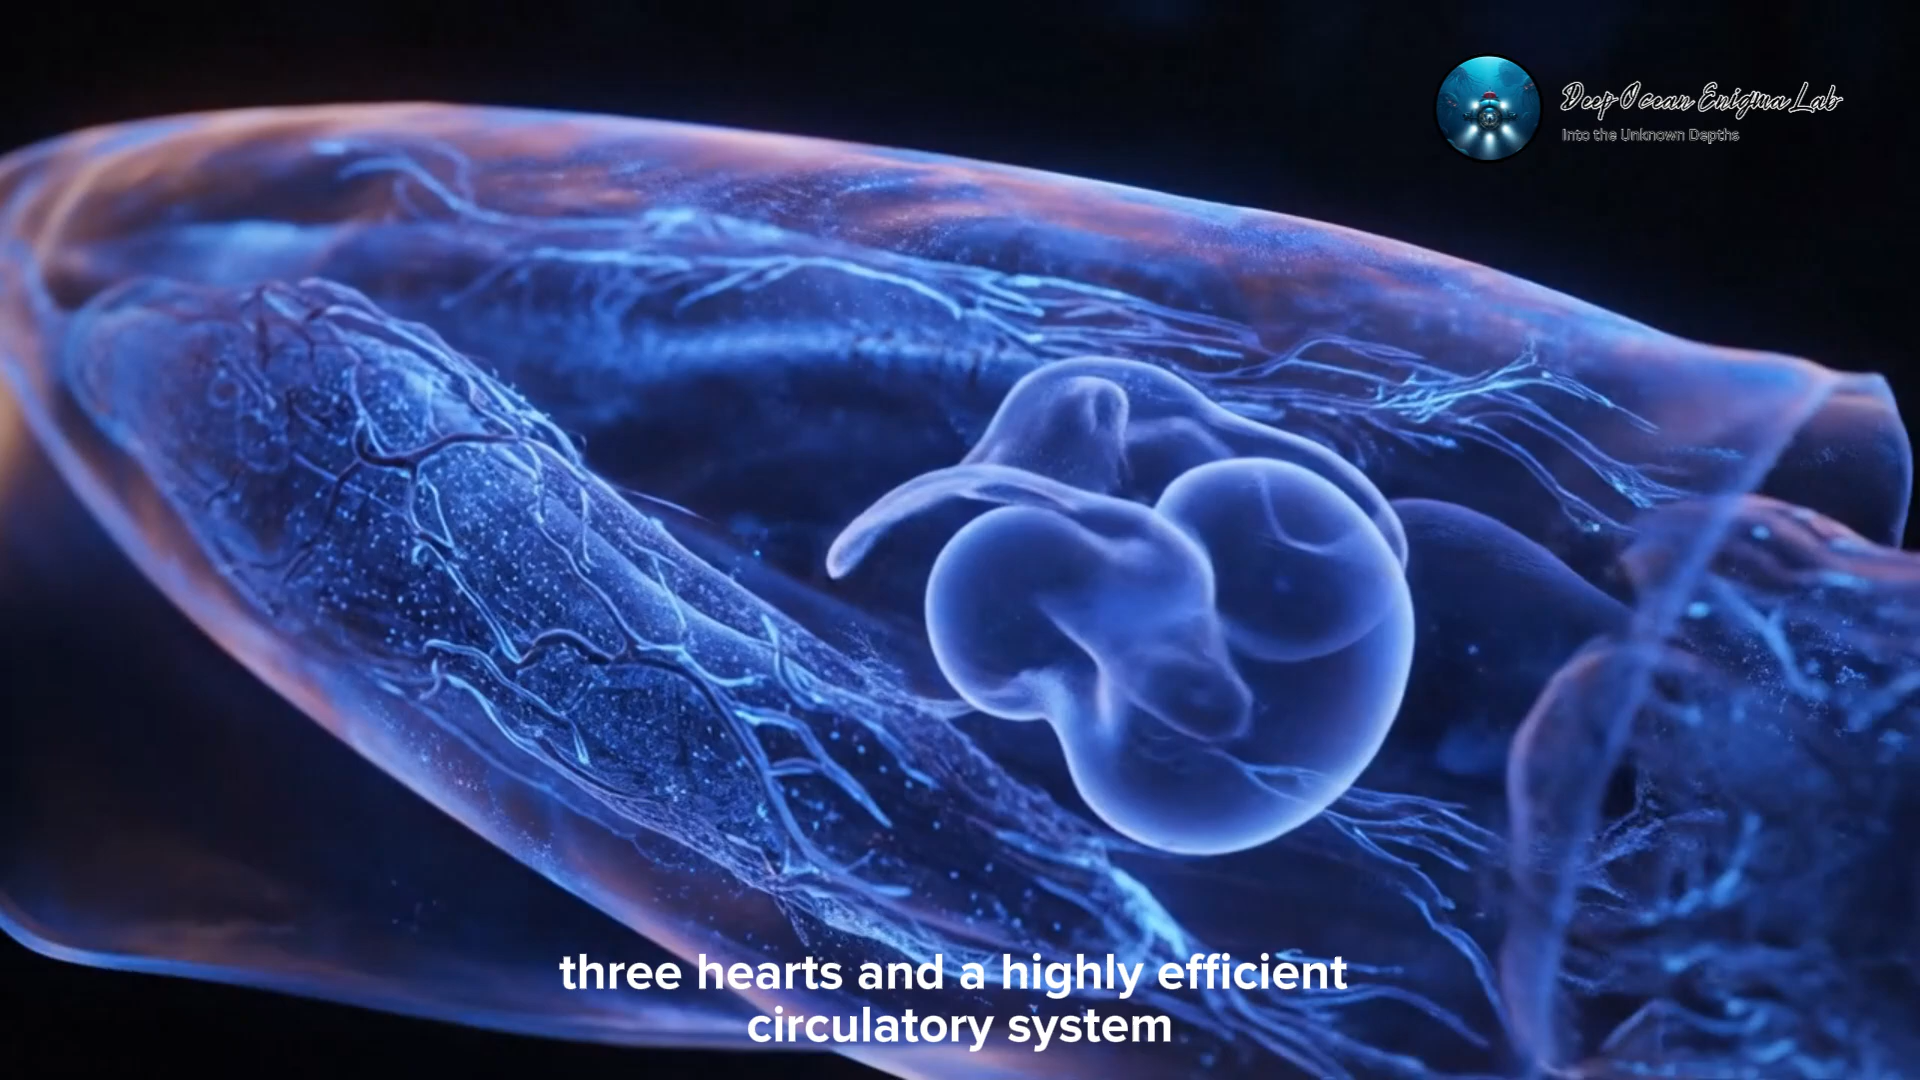 Deep Ocean Enigma Lab
Into the Unknown Depths
three hearts and a highly efficient
circulatory system